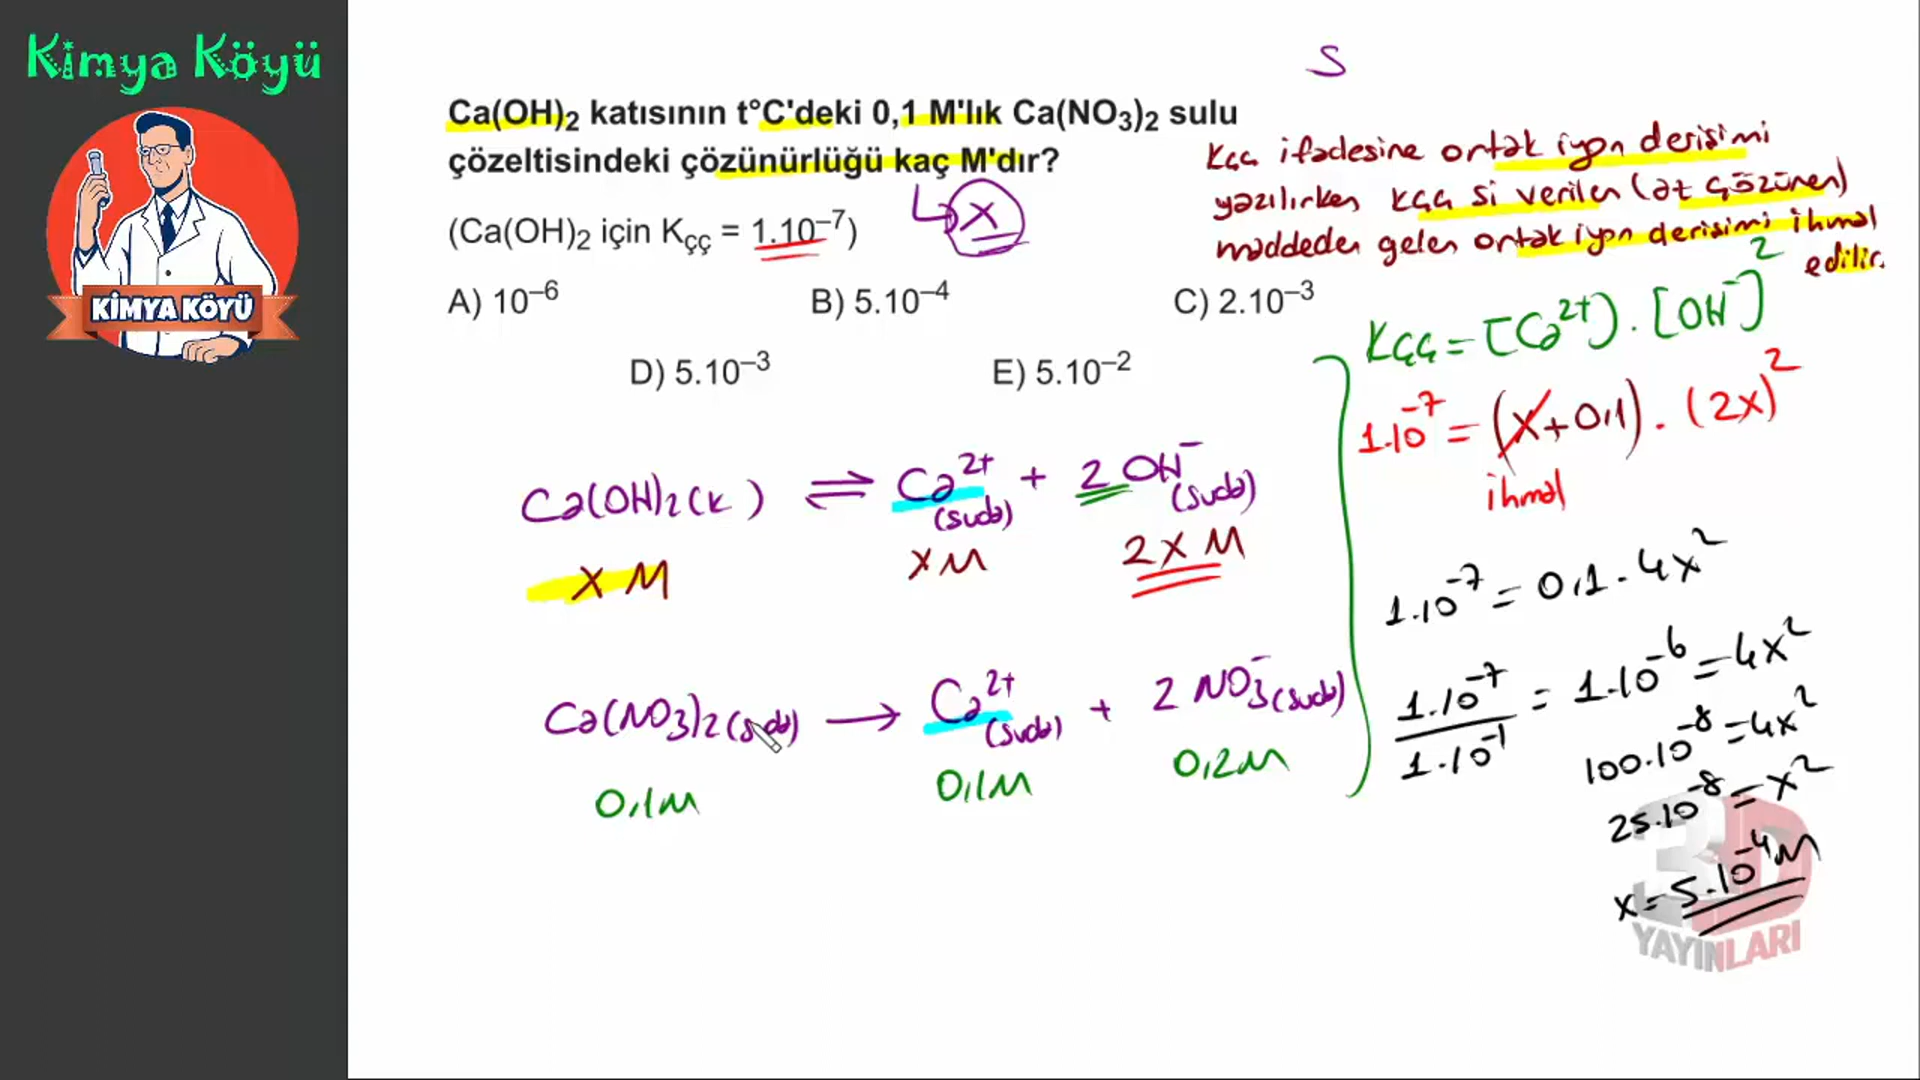 Kimya Köyü
KİMYA KÖYÜ
S
Ca(OH)₂ katısının t°C'deki 0,1 M'lık Ca(NO₃)₂ sulu
çözeltisindeki çözünürlüğü kaç M'dır?
(Ca(OH)₂ için Kçç = 1.10⁻⁷)
x
A) 10⁻⁶ B) 5.10⁻⁴ C) 2.10⁻³
D) 5.10⁻³ E) 5.10⁻²
Kçç ifadesine ortak iyon derişimi
yazılırken Kçç si verilen (az çözünen)
maddeden gelen ortak iyon derişimi ihmal
edilir.
Kçç = [Ca²⁺].[OH⁻]²
1.10⁻⁷ = (x+0,1).(2x)²
ihmal
Ca(OH)₂(k) ⇌ Ca²⁺(suda) + 2 OH⁻(suda)
x M x M 2x M
Ca(NO₃)₂(suda) → Ca²⁺(suda) + 2 NO₃⁻(suda)
0,1M 0,1M 0,2M
1.10⁻⁷ = 0,1.4x²
1.10⁻⁷ / 1.10⁻¹ = 1.10⁻⁶ = 4x²
100.10⁻⁸ = 4x²
25.10⁻⁸ = x²
x = 5.10⁻⁴ M
3D
YAYINLARI